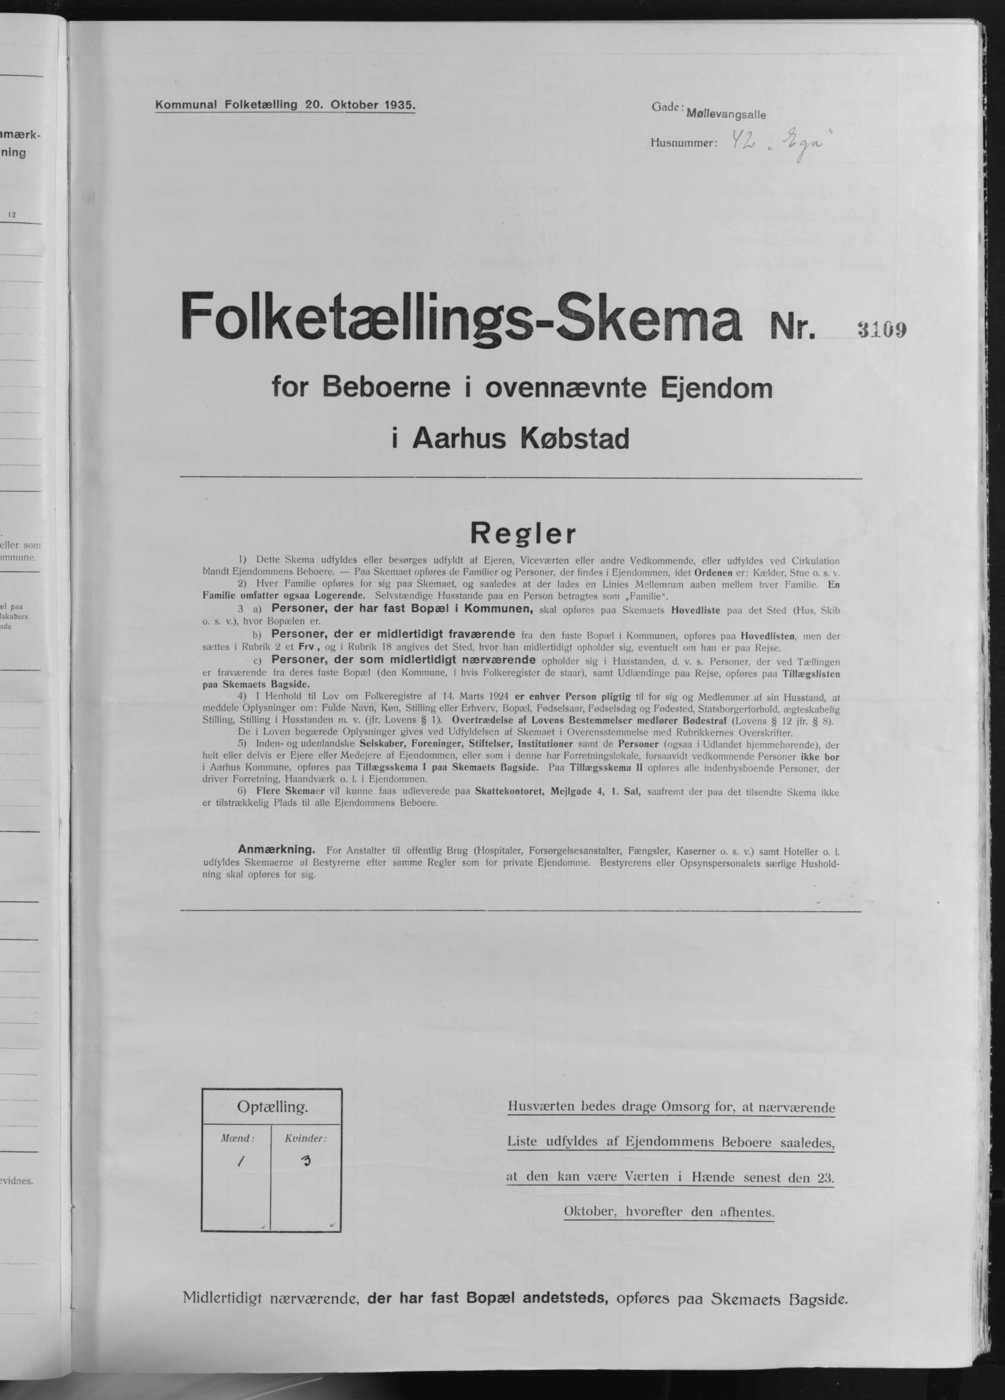 mærk-
ning
12
eller som
ommune.
el paa
lskabers
nde
evidnes.
Kommunal Folketælling 20. Oktober 1935.
Gade: Møllevangsalle
Husnummer: 42 „Ega"
Folketællings-Skema Nr. 3109
for Beboerne i ovennævnte Ejendom
i Aarhus Købstad
Regler
1) Dette Skema udfyldes eller besørges udfyldt af Ejeren, Viceværten eller andre Vedkommende, eller udfyldes ved Cirkulation
blandt Ejendommens Beboere. — Paa Skemaet opføres de Familier og Personer, der findes i Ejendommen, idet Ordenen er: Kælder, Stue o. s. v.
2) Hver Familie opføres for sig paa Skemaet, og saaledes at der lades en Linies Mellemrum aaben mellem hver Familie. En
Familie omfatter ogsaa Logerende. Selvstændige Husstande paa en Person betragtes som „Familie“.
3 a) Personer, der har fast Bopæl i Kommunen, skal opføres paa Skemaets Hovedliste paa det Sted (Hus, Skib
o. s. v.), hvor Bopælen er.
b) Personer, der er midlertidigt fraværende fra den faste Bopæl i Kommunen, opføres paa Hovedlisten, men der
sættes i Rubrik 2 et Frv., og i Rubrik 18 angives det Sted, hvor han midlertidigt opholder sig, eventuelt om han er paa Rejse.
c) Personer, der som midlertidigt nærværende opholder sig i Husstanden, d. v. s. Personer, der ved Tællingen
er fraværende fra deres faste Bopæl (den Kommune, i hvis Folkeregister de staar), samt Udlændinge paa Rejse, opføres paa Tillægslisten
paa Skemaets Bagside.
4) I Henhold til Lov om Folkeregistre af 14. Marts 1924 er enhver Person pligtig til for sig og Medlemmer af sin Husstand, at
meddele Oplysninger om: Fulde Navn, Køn, Stilling eller Erhverv, Bopæl, Fødselsaar, Fødselsdag og Fødested, Statsborgerforhold, ægteskabelig
Stilling, Stilling i Husstanden m. v. (jfr. Lovens § 1). Overtrædelse af Lovens Bestemmelser medfører Bødestraf (Lovens § 12 jfr. § 8).
De i Loven begærede Oplysninger gives ved Udfyldelsen af Skemaet i Overensstemmelse med Rubrikkernes Overskrifter.
5) Inden- og udenlandske Selskaber, Foreninger, Stiftelser, Institutioner samt de Personer (ogsaa i Udlandet hjemmehørende), der
helt eller delvis er Ejere eller Medejere af Ejendommen, eller som i denne har Forretningslokale, forsaavidt vedkommende Personer ikke bor
i Aarhus Kommune, opføres paa Tillægsskema I paa Skemaets Bagside. Paa Tillægsskema II opføres alle indenbysboende Personer, der
driver Forretning, Haandværk o. l. i Ejendommen.
6) Flere Skemaer vil kunne faas udleverede paa Skattekontoret, Mejlgade 4, 1. Sal, saafremt der paa det tilsendte Skema ikke
er tilstrækkelig Plads til alle Ejendommens Beboere.
Anmærkning. For Anstalter til offentlig Brug (Hospitaler, Forsørgelsesanstalter, Fængsler, Kaserner o. s. v.) samt Hoteller o. l.
udfyldes Skemaerne af Bestyrerne efter samme Regler som for private Ejendomme. Bestyrerens eller Opsynspersonalets særlige Hushold-
ning skal opføres for sig.
Optælling.
Mænd: Kvinder:
1 3
Husværten bedes drage Omsorg for, at nærværende
Liste udfyldes af Ejendommens Beboere saaledes,
at den kan være Værten i Hænde senest den 23.
Oktober, hvorefter den afhentes.
Midlertidigt nærværende, der har fast Bopæl andetsteds, opføres paa Skemaets Bagside.